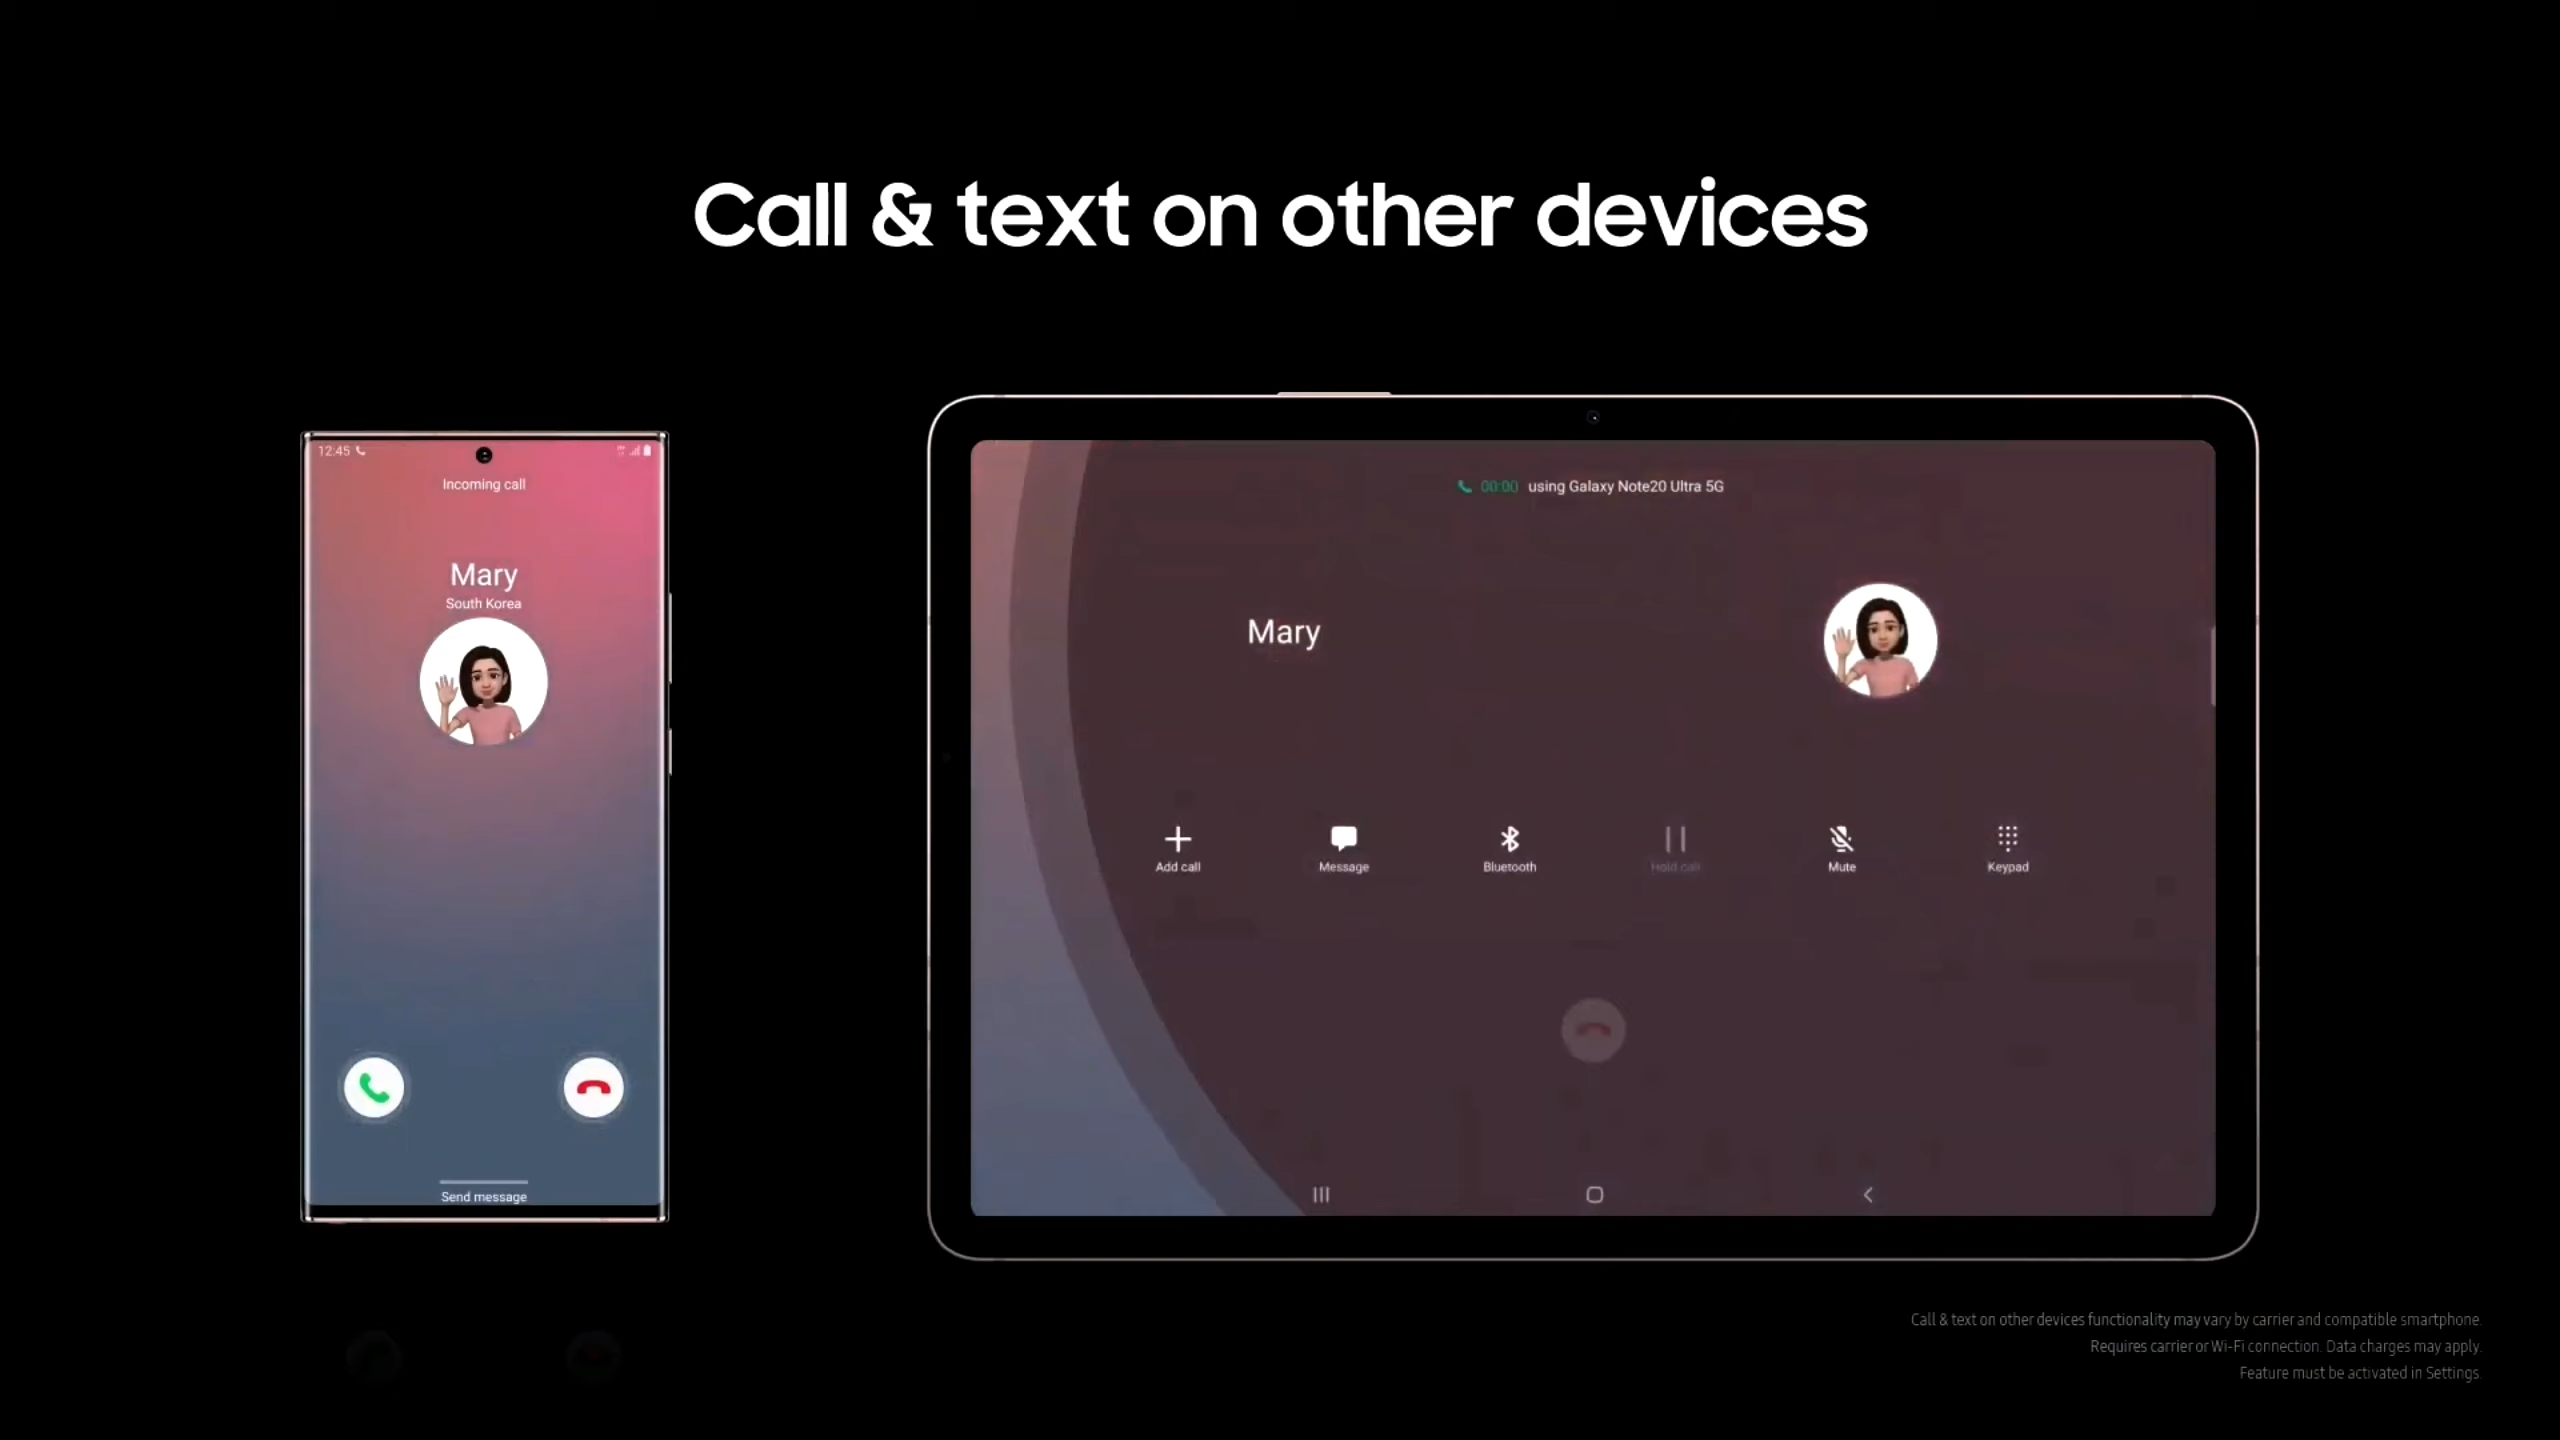 Call & text on other devices
12:45
Incoming call
Mary
South Korea
Send message
00:00 using Galaxy Note20 Ultra 5G
Mary
Add call
Message
Bluetooth
Hold call
Mute
Keypad
Call & text on other devices functionality may vary by carrier and compatible smartphone.
Requires carrier or Wi-Fi connection. Data charges may apply.
Feature must be activated in Settings.